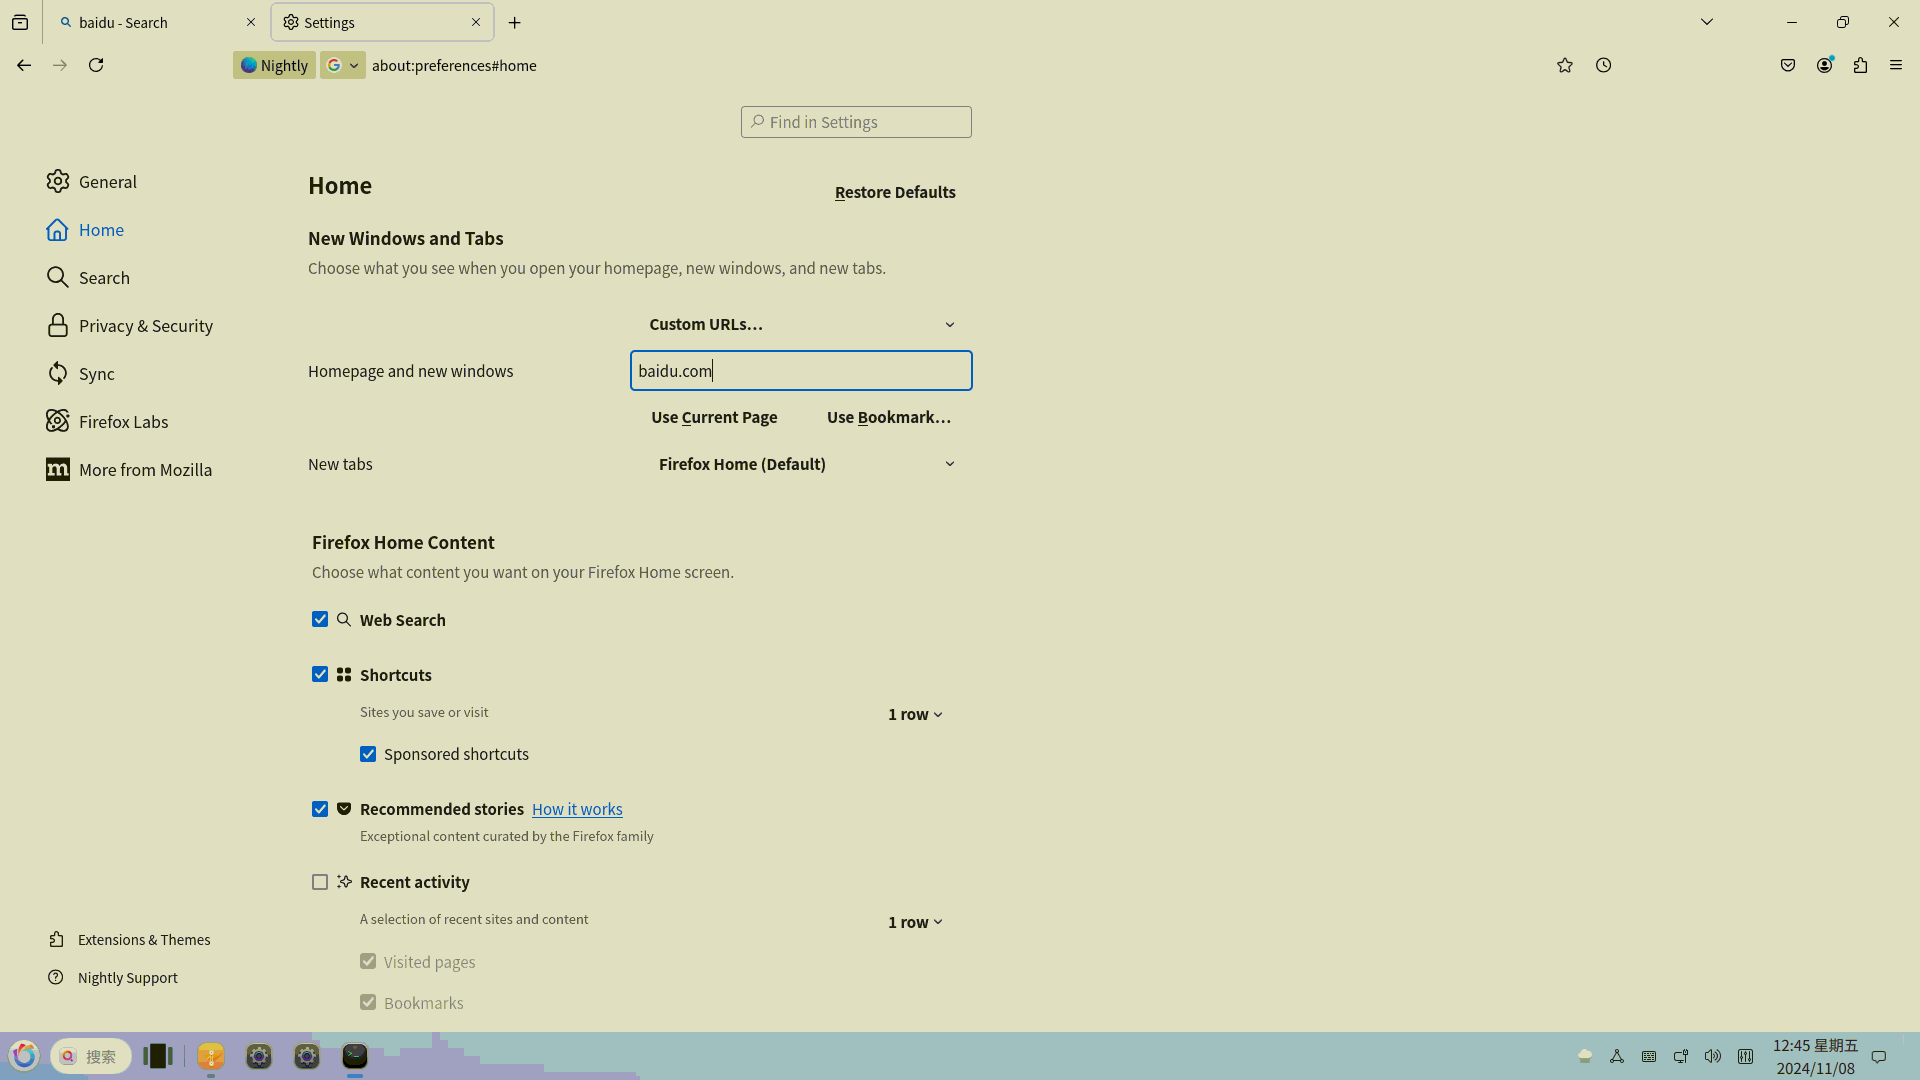 baidu - Search
Settings
Nightly
about:preferences#home
Find in Settings
General
Home
Search
Privacy & Security
Sync
Firefox Labs
More from Mozilla
Extensions & Themes
Nightly Support
Home
Restore Defaults
New Windows and Tabs
Choose what you see when you open your homepage, new windows, and new tabs.
Custom URLs...
Homepage and new windows
baidu.com
Use Current Page
Use Bookmark...
New tabs
Firefox Home (Default)
Firefox Home Content
Choose what content you want on your Firefox Home screen.
Web Search
Shortcuts
Sites you save or visit
1 row
Sponsored shortcuts
Recommended stories How it works
Exceptional content curated by the Firefox family
Recent activity
A selection of recent sites and content
1 row
Visited pages
Bookmarks
搜索
12:45 星期五
2024/11/08